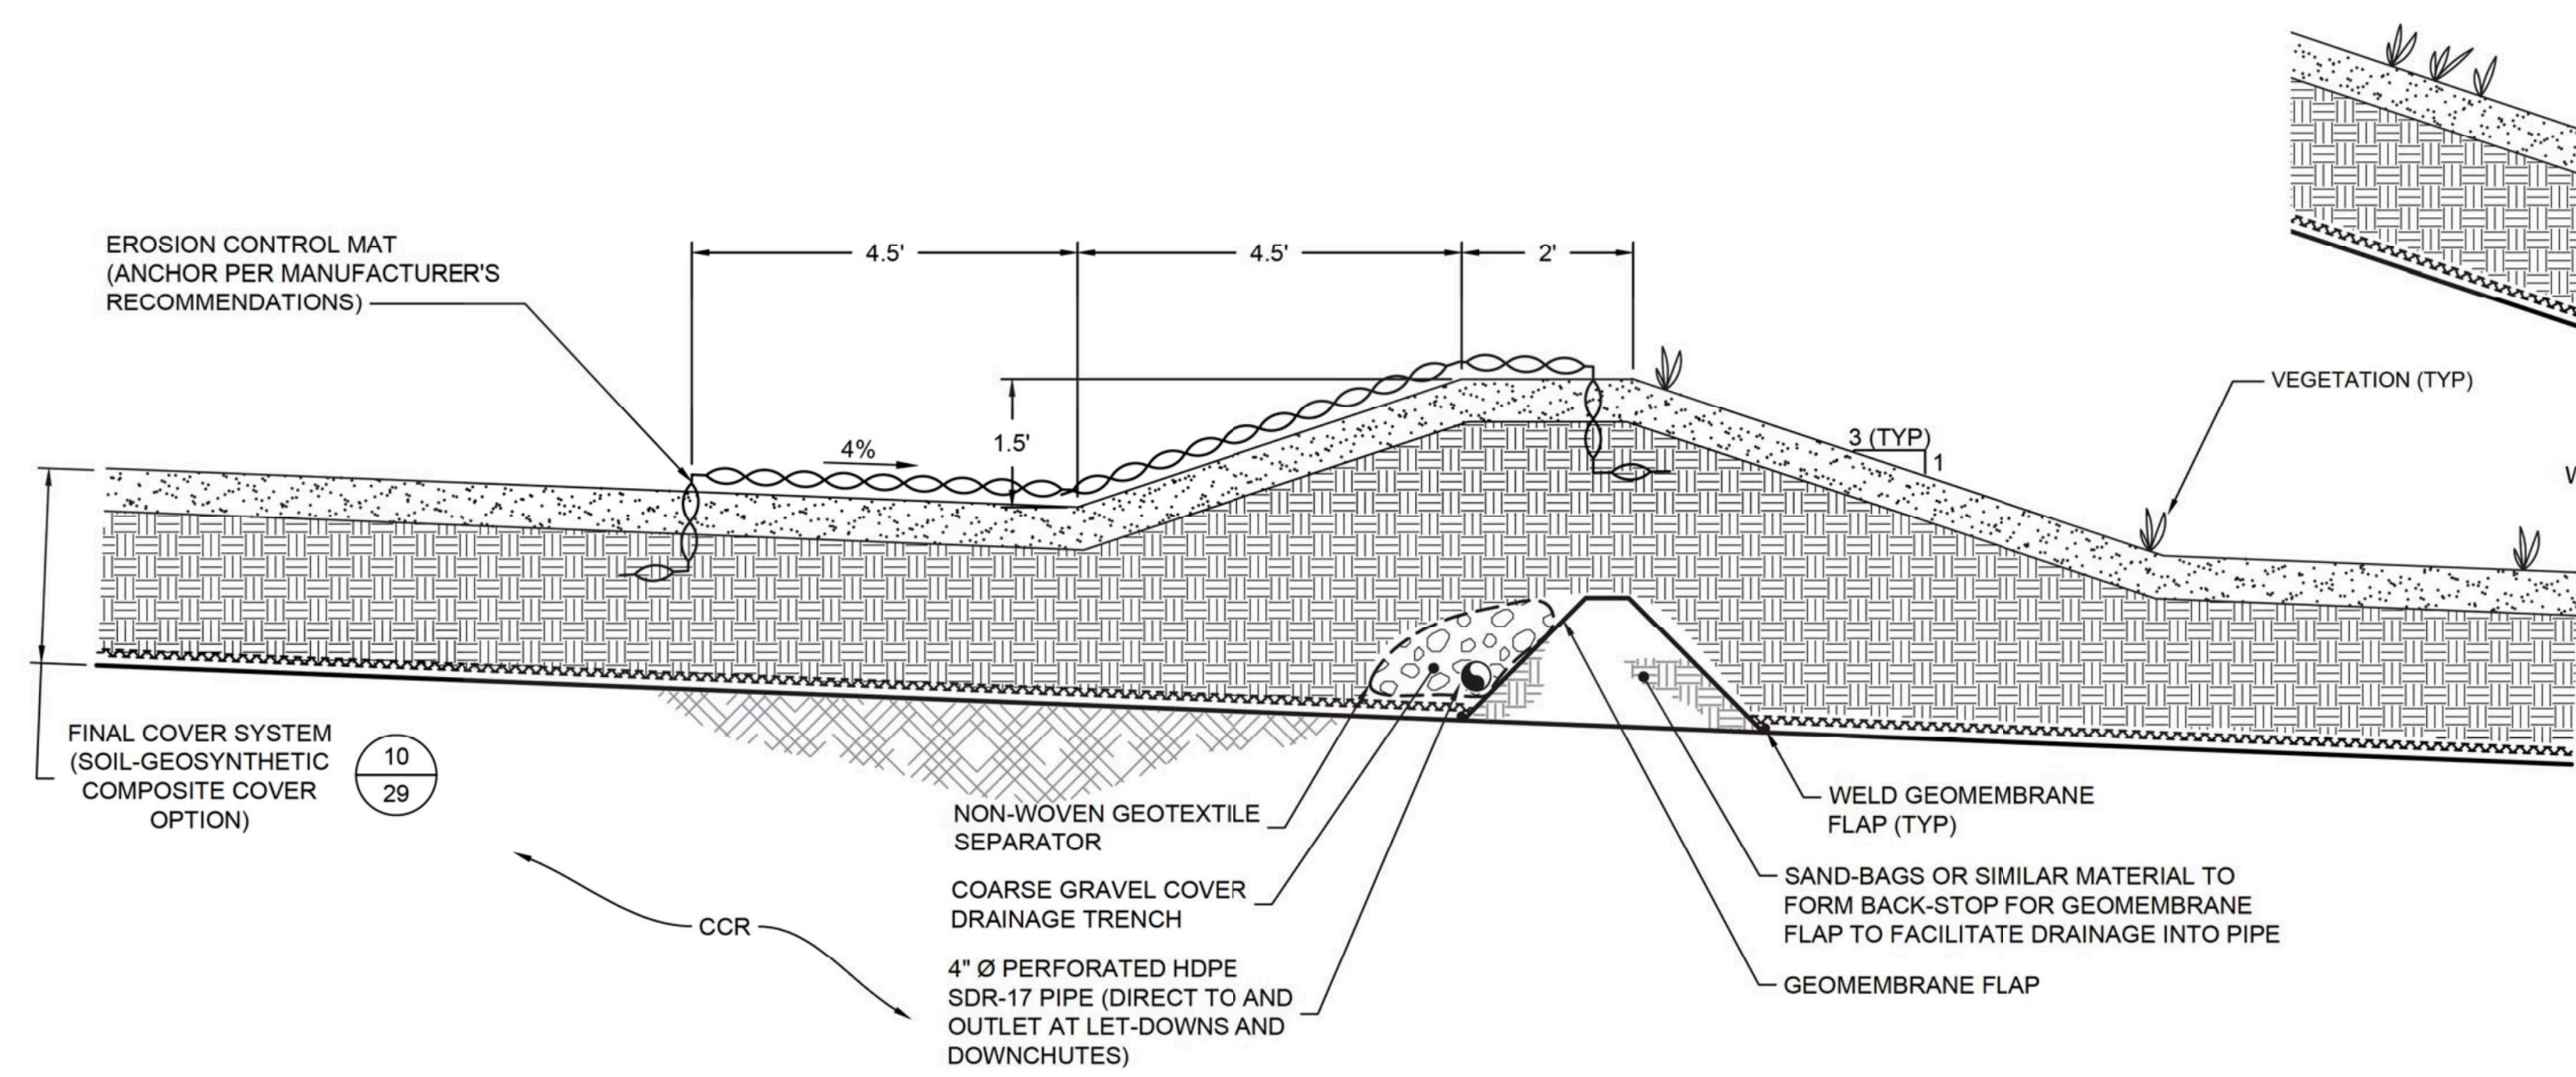 EROSION CONTROL MAT
(ANCHOR PER MANUFACTURER'S
RECOMMENDATIONS)
4.5'
4.5'
2'
4%
1.5'
3 (TYP)
1
VEGETATION (TYP)
W
FINAL COVER SYSTEM
(SOIL-GEOSYNTHETIC
COMPOSITE COVER
OPTION)
10
29
CCR
NON-WOVEN GEOTEXTILE
SEPARATOR
COARSE GRAVEL COVER
DRAINAGE TRENCH
4" Ø PERFORATED HDPE
SDR-17 PIPE (DIRECT TO AND
OUTLET AT LET-DOWNS AND
DOWNCHUTES)
WELD GEOMEMBRANE
FLAP (TYP)
SAND-BAGS OR SIMILAR MATERIAL TO
FORM BACK-STOP FOR GEOMEMBRANE
FLAP TO FACILITATE DRAINAGE INTO PIPE
GEOMEMBRANE FLAP